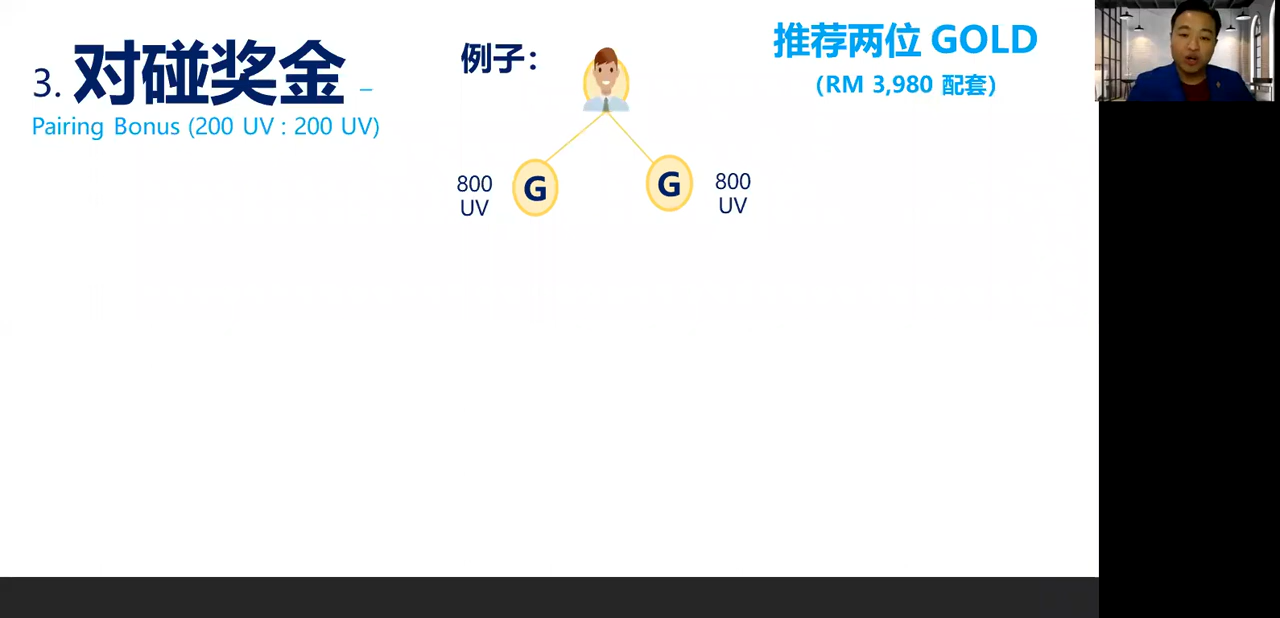 3. 对碰奖金 –
Pairing Bonus (200 UV : 200 UV)
例子：
推荐两位 GOLD
(RM 3,980 配套)
800
UV
G
G
800
UV